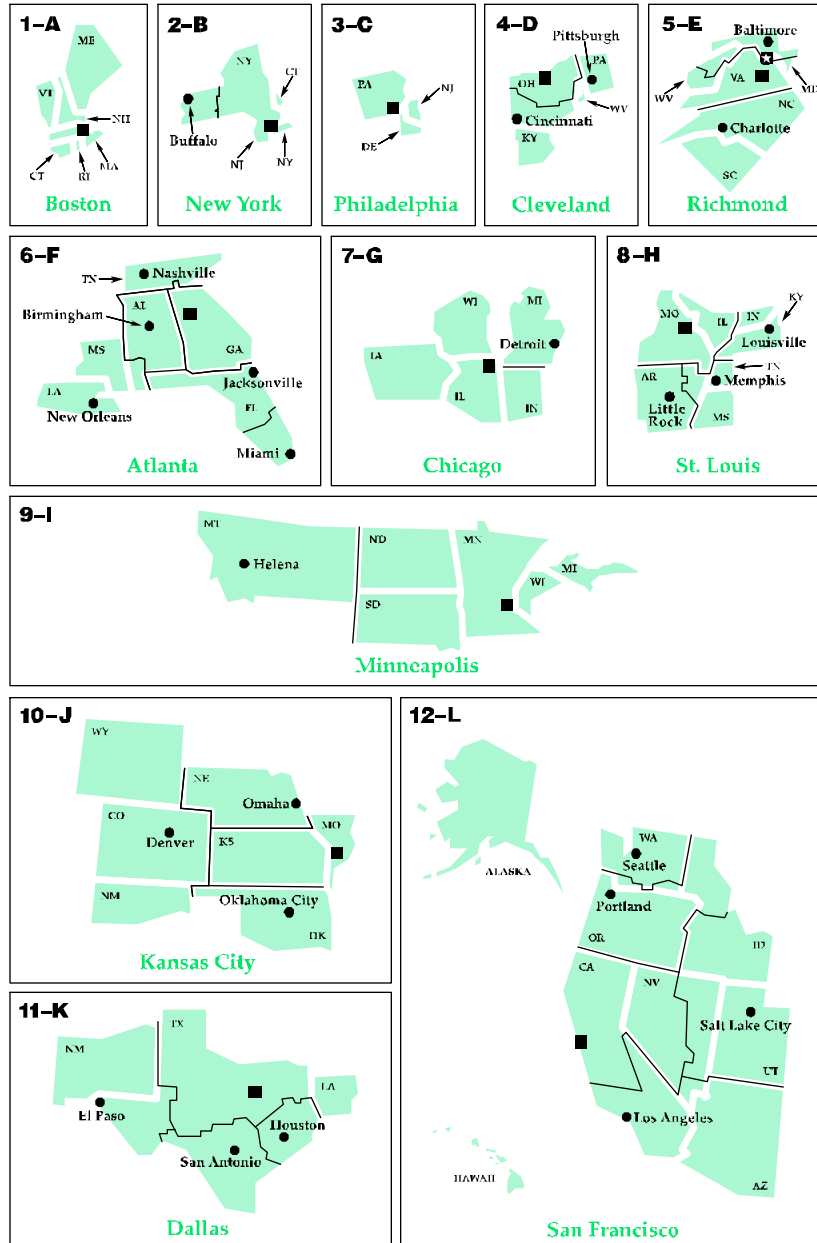 1–A
ME
VT
NH
CT
RI
MA
Boston
2–B
NY
CT
Buffalo
NJ
NY
New York
3–C
PA
NJ
DE
Philadelphia
4–D
Pittsburgh
OH
PA
WV
Cincinnati
KY
Cleveland
5–E
Baltimore
WV
VA
MD
NC
Charlotte
SC
Richmond
6–F
TN
Nashville
AL
Birmingham
MS
GA
LA
Jacksonville
New Orleans
FL
Miami
Atlanta
7–G
WI
MI
IA
Detroit
IL
IN
Chicago
8–H
MO
IL
IN
KY
Louisville
TN
AR
Memphis
Little
Rock
MS
St. Louis
9–I
MT
ND
MN
Helena
WI
MI
SD
Minneapolis
10–J
WY
NE
Omaha
CO
MO
Denver
KS
NM
Oklahoma City
OK
Kansas City
11–K
TX
NM
LA
El Paso
Houston
San Antonio
Dallas
12–L
WA
Seattle
ALASKA
Portland
OR
ID
CA
NV
Salt Lake City
UT
Los Angeles
HAWAII
AZ
San Francisco